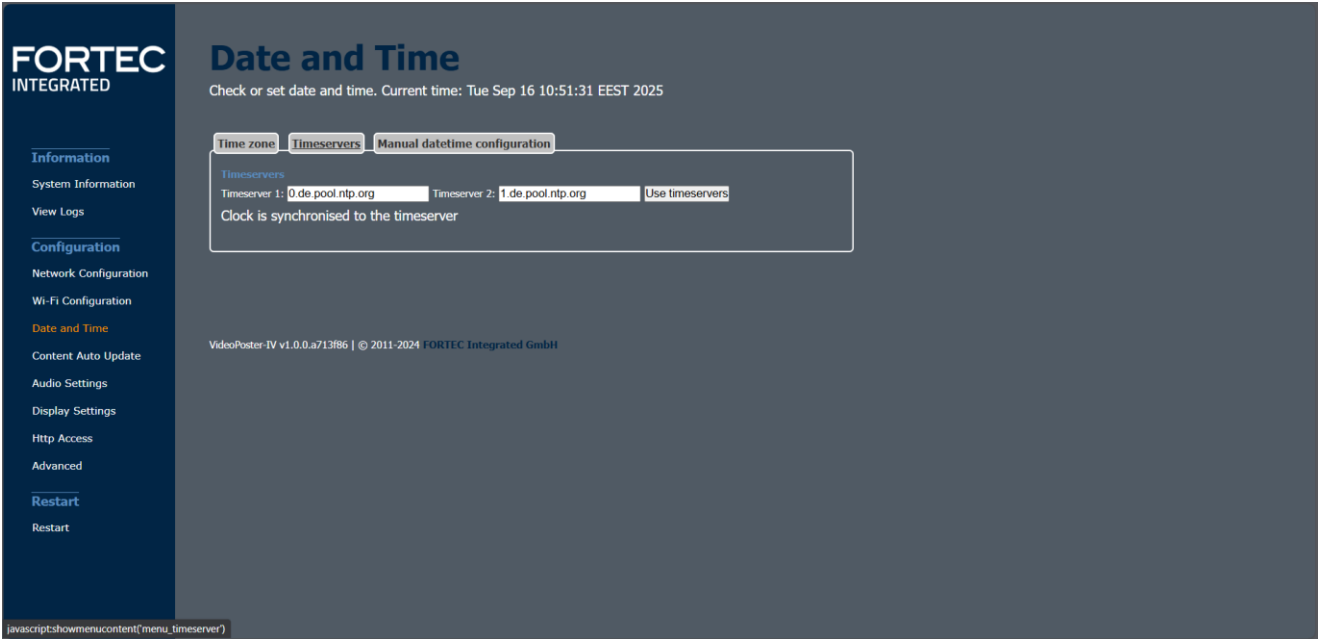 FORTEC
INTEGRATED
Information
System Information
View Logs
Configuration
Network Configuration
Wi-Fi Configuration
Date and Time
Content Auto Update
Audio Settings
Display Settings
Http Access
Advanced
Restart
Restart
Date and Time
Check or set date and time. Current time: Tue Sep 16 10:51:31 EEST 2025
Time zone Timeservers Manual datetime configuration
Timeservers
Timeserver 1: 0.de.pool.ntp.org Timeserver 2: 1.de.pool.ntp.org Use timeservers
Clock is synchronised to the timeserver
VideoPoster-IV v1.0.0.a713f86 | © 2011-2024 FORTEC Integrated GmbH
javascript:showmenucontent('menu_timeserver')